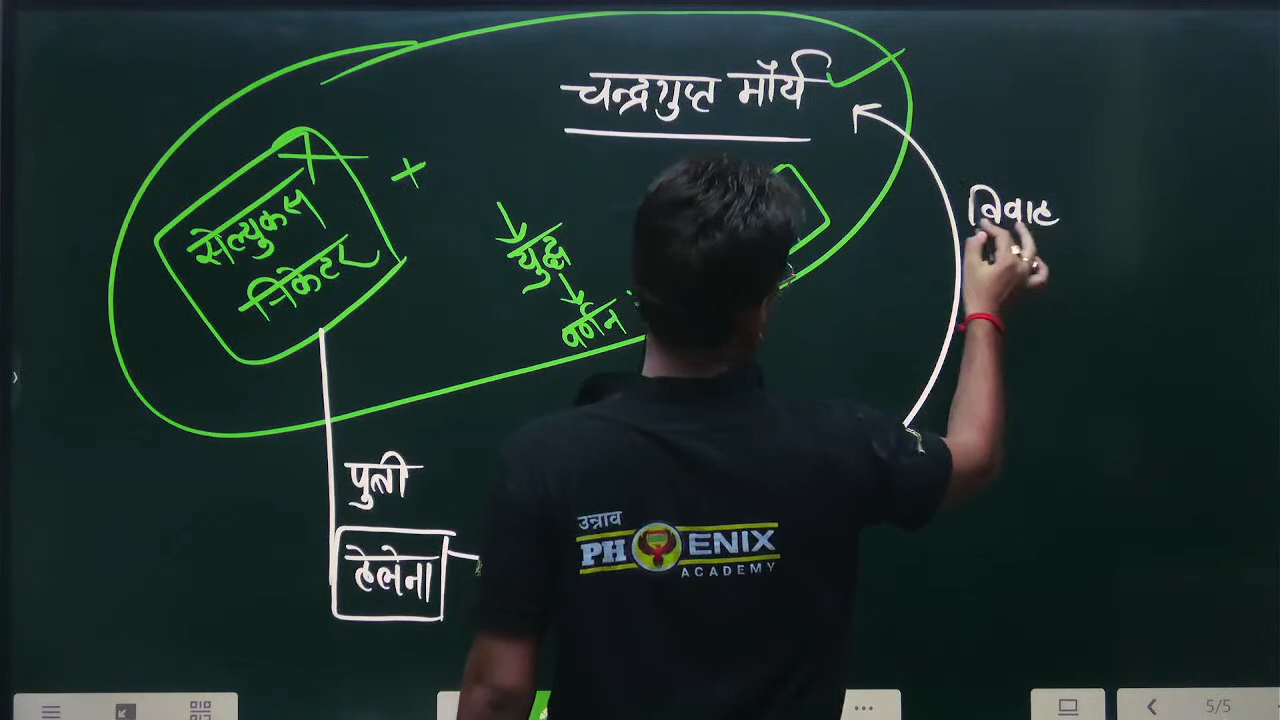 चन्द्रगुप्त मौर्य
सेल्युकस
निकेटर
+
युद्ध
वर्णन
विवाह
पुत्री
हेलेना
उन्नाव
PHOENIX
ACADEMY
5/5